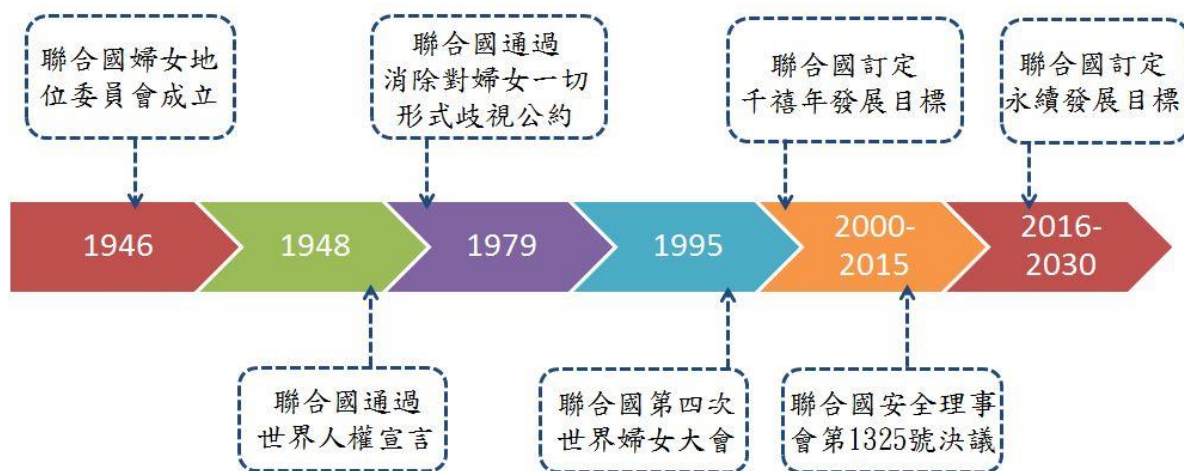 聯合國婦女地
位委員會成立
聯合國通過
消除對婦女一切
形式歧視公約
聯合國訂定
千禧年發展目標
聯合國訂定
永續發展目標
1946
1948
1979
1995
2000-
2015
2016-
2030
聯合國通過
世界人權宣言
聯合國第四次
世界婦女大會
聯合國安全理事
會第1325號決議